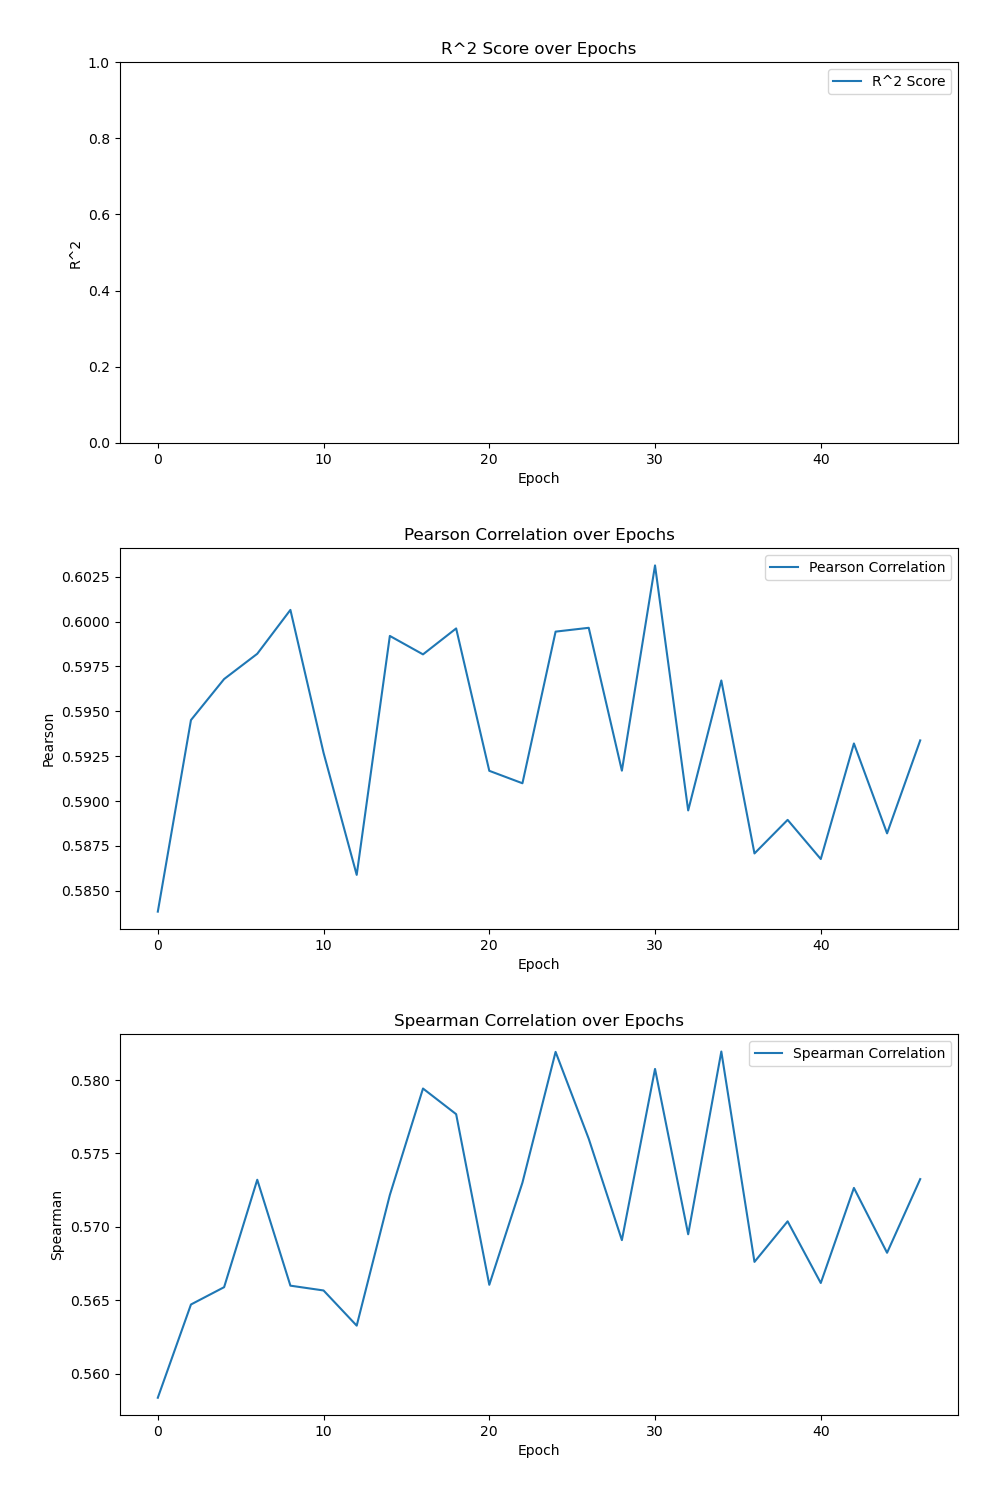 R^2 Score over Epochs
R^2 Score
1.0
0.8
0.6
0.4
0.2
0.0
R^2
0 10 20 30 40
Epoch
Pearson Correlation over Epochs
Pearson Correlation
0.6025
0.6000
0.5975
0.5950
0.5925
0.5900
0.5875
0.5850
Pearson
0 10 20 30 40
Epoch
Spearman Correlation over Epochs
Spearman Correlation
0.580
0.575
0.570
0.565
0.560
Spearman
0 10 20 30 40
Epoch